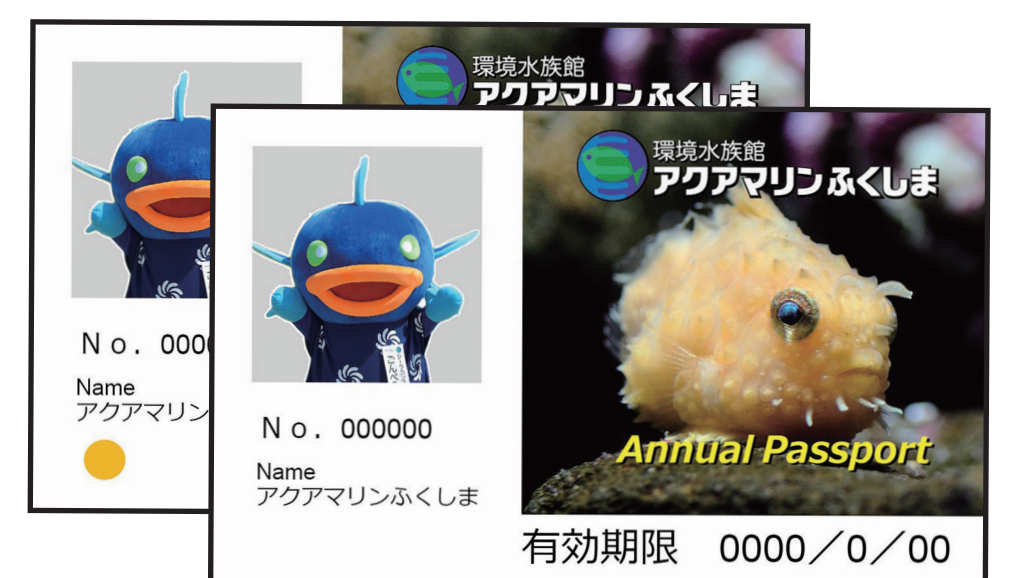 環境水族館
アクアマリンふくしま
No. 000
Name
アクアマリン
環境水族館
アクアマリンふくしま
No. 000000
Name
アクアマリンふくしま
Annual Passport
有効期限 0000/0/00